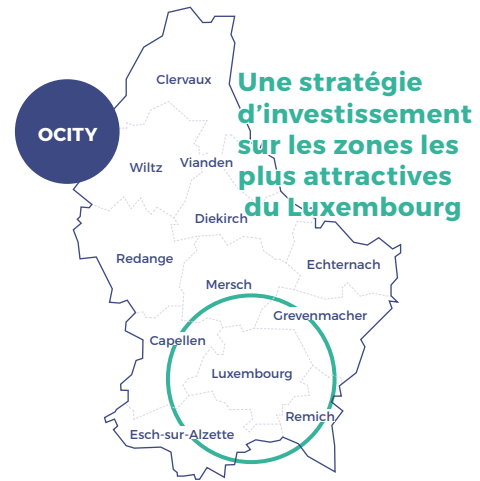 Clervaux
Une stratégie
d’investissement
sur les zones les
plus attractives
du Luxembourg
OCITY
Wiltz
Vianden
Diekirch
Redange
Echternach
Mersch
Grevenmacher
Capellen
Luxembourg
Remich
Esch-sur-Alzette